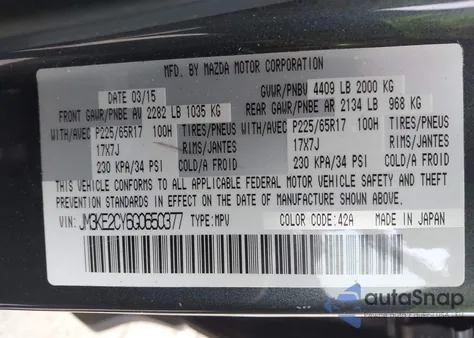 MFD. BY MAZDA MOTOR CORPORATION
DATE 03/15 GVWR/PNBV 4409 LB 2000 KG
FRONT GAWR/PNBE AV 2282 LB 1035 KG REAR GAWR/PNBE AR 2134 LB 968 KG
WITH/AVEC P225/65R17 100H TIRES/PNEUS WITH/AVEC P225/65R17 100H TIRES/PNEUS
17X7J RIMS/JANTES 17X7J RIMS/JANTES
230 KPA/34 PSI COLD/A FROID 230 KPA/34 PSI COLD/A FROID
THIS VEHICLE CONFORMS TO ALL APPLICABLE FEDERAL MOTOR VEHICLE SAFETY AND
THEFT PREVENTION STANDARDS IN EFFECT ON THE DATE OF MANUFACTURE SHOWN ABOVE.
VIN: JM3KE2CY6G0650377 TYPE: MPV COLOR CODE: 42A MADE IN JAPAN
autoSnap